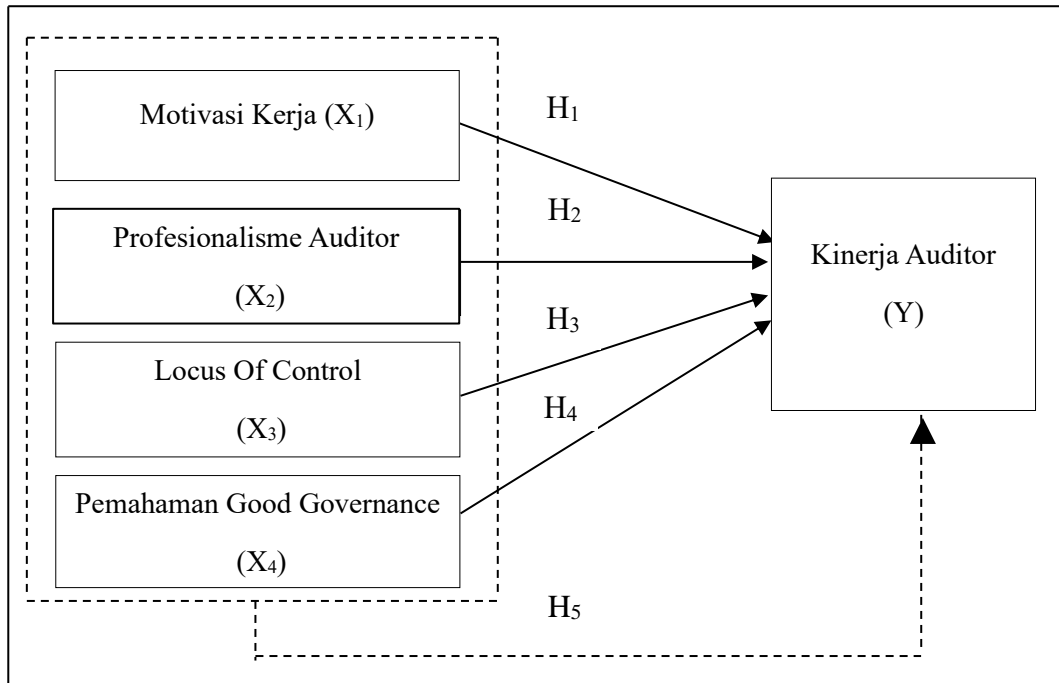 Motivasi Kerja (X₁)
H₁
Profesionalisme Auditor
(X₂)
H₂
Locus Of Control
(X₃)
H₃
Pemahaman Good Governance
(X₄)
H₄
Kinerja Auditor
(Y)
H₅